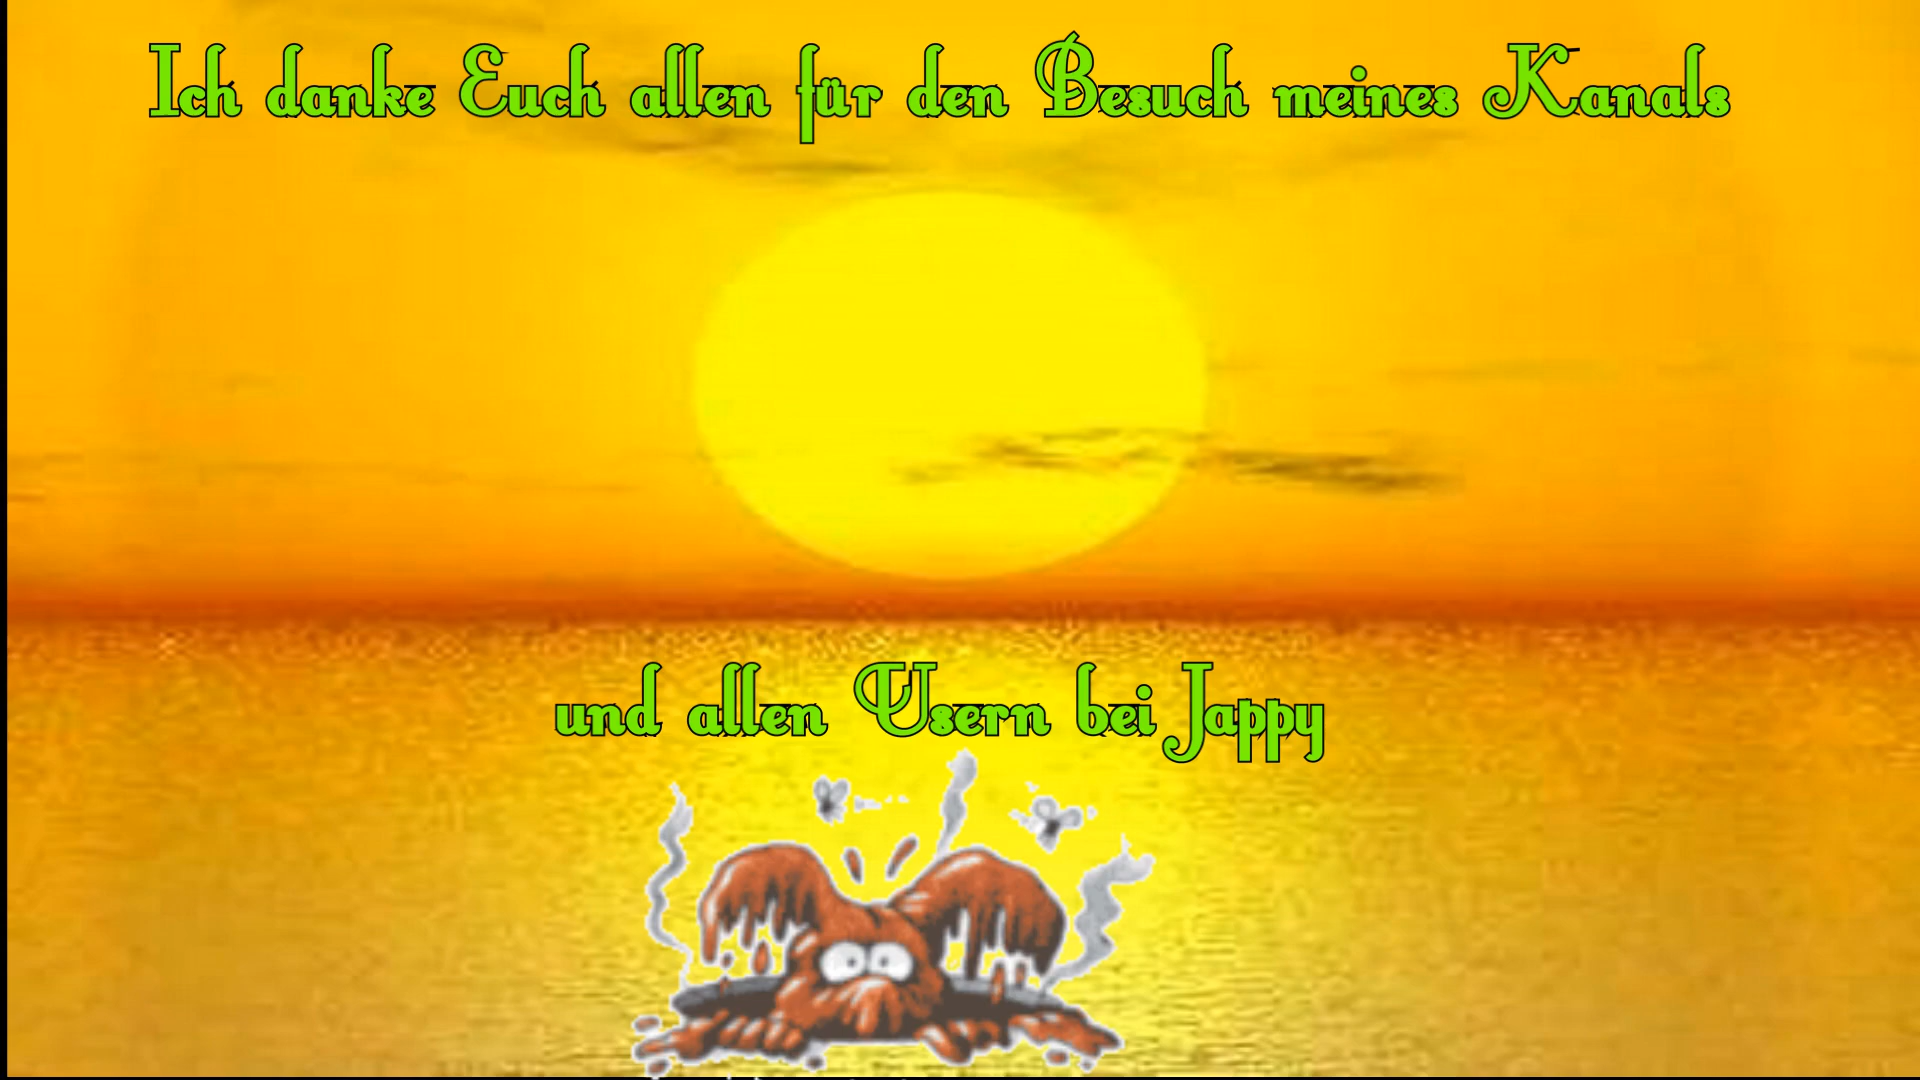 Ich danke Euch allen für den Besuch meines Kanals
und allen Usern bei Jappy